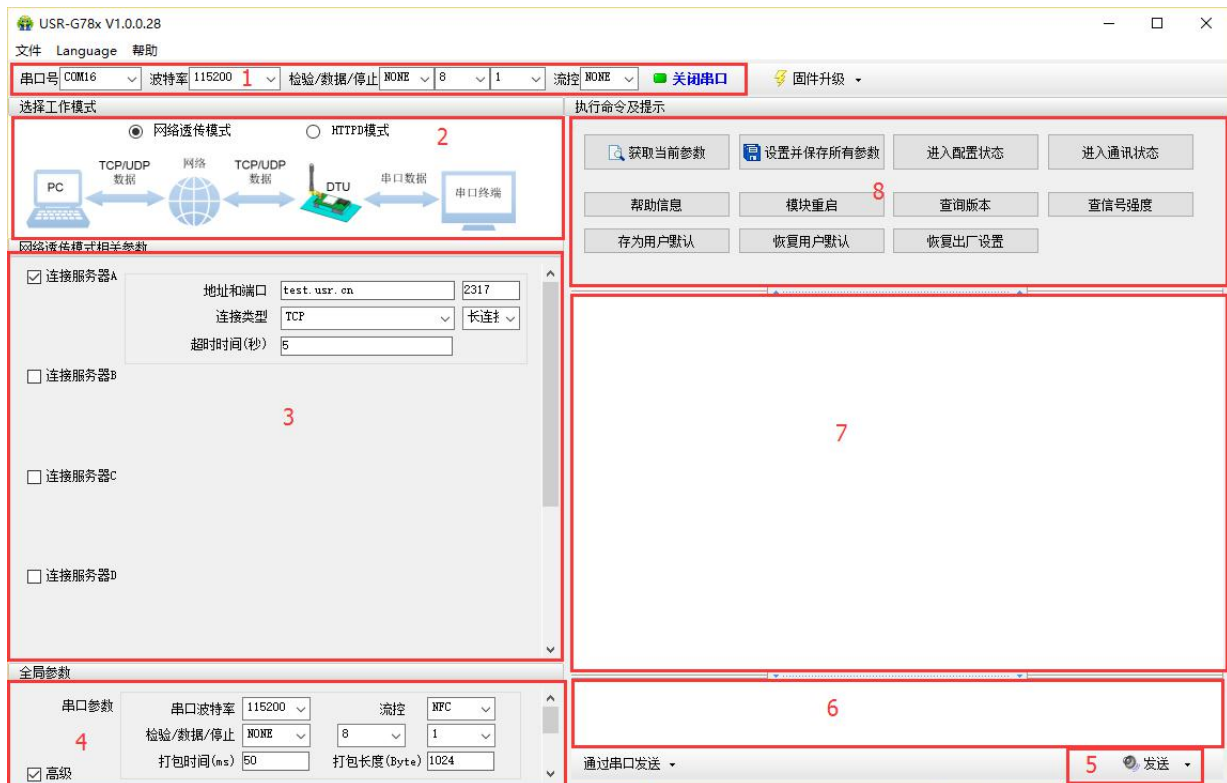 USR-G78x V1.0.0.28
文件 Language 帮助
串口号 COM16 波特率 115200 1 检验/数据/停止 NONE 8 1 流控 NONE 关闭串口 固件升级
选择工作模式
网络透传模式 HTTPD模式 2
TCP/UDP 数据 网络 TCP/UDP 数据 串口数据
PC DTU 串口终端
网络透传模式相关参数
连接服务器A
地址和端口 test.usr.cn 2317
连接类型 TCP 长连接
超时时间(秒) 5
连接服务器B
3
连接服务器C
连接服务器D
全局参数
串口参数 串口波特率 115200 流控 NFC
4 检验/数据/停止 NONE 8 1
打包时间(ms) 50 打包长度(Byte) 1024
高级
执行命令及提示
获取当前参数 设置并保存所有参数 进入配置状态 进入通讯状态
8
帮助信息 模块重启 查询版本 查信号强度
存为用户默认 恢复用户默认 恢复出厂设置
7
6
通过串口发送 5 发送